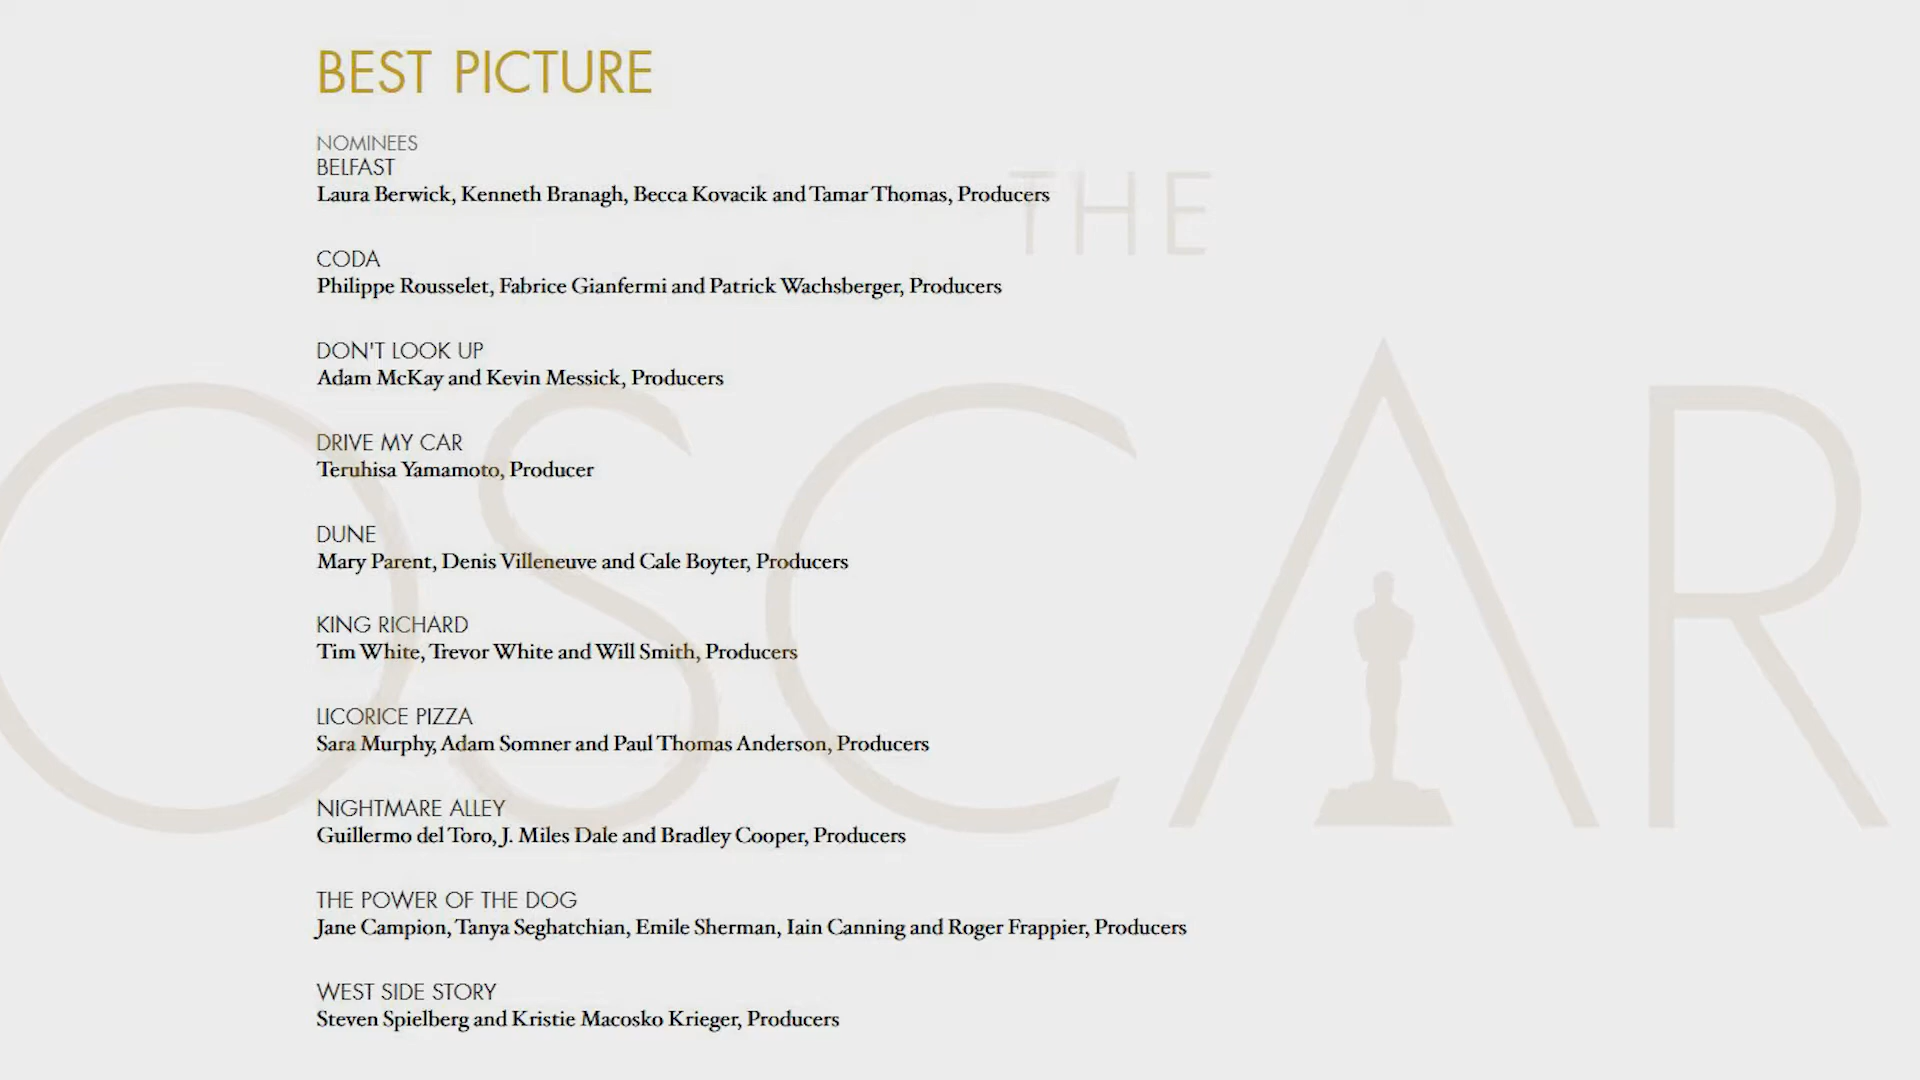 BEST PICTURE
NOMINEES
BELFAST
Laura Berwick, Kenneth Branagh, Becca Kovacik and Tamar Thomas, Producers
THE
CODA
Philippe Rousselet, Fabrice Gianfermi and Patrick Wachsberger, Producers
DON'T LOOK UP
Adam McKay and Kevin Messick, Producers
DRIVE MY CAR
Teruhisa Yamamoto, Producer
OSCAR
DUNE
Mary Parent, Denis Villeneuve and Cale Boyter, Producers
KING RICHARD
Tim White, Trevor White and Will Smith, Producers
LICORICE PIZZA
Sara Murphy, Adam Somner and Paul Thomas Anderson, Producers
NIGHTMARE ALLEY
Guillermo del Toro, J. Miles Dale and Bradley Cooper, Producers
THE POWER OF THE DOG
Jane Campion, Tanya Seghatchian, Emile Sherman, Iain Canning and Roger Frappier, Producers
WEST SIDE STORY
Steven Spielberg and Kristie Macosko Krieger, Producers